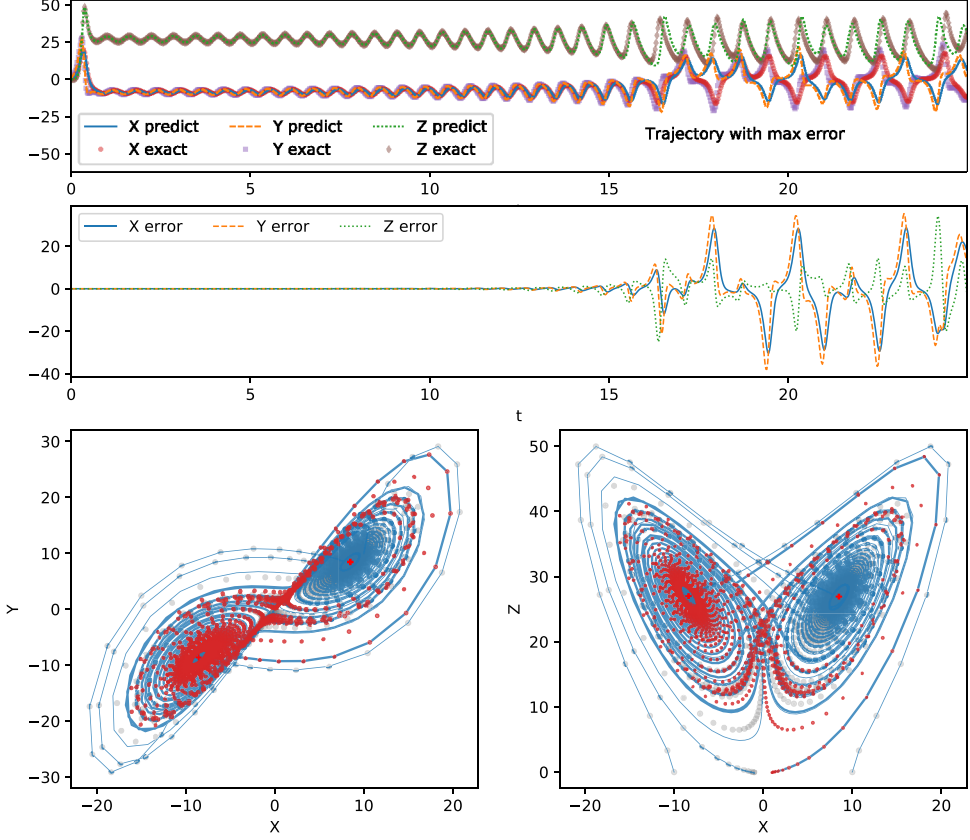 50
25
0
−25
−50
X predict Y predict Z predict
X exact Y exact Z exact
Trajectory with max error
0 5 10 15 20
X error Y error Z error
20
0
−20
−40
0 5 10 15 20
t
30
20
10
0
−10
−20
−30
Y
−20 −10 0 10 20
X
50
40
30
20
10
0
Z
−20 −10 0 10 20
X